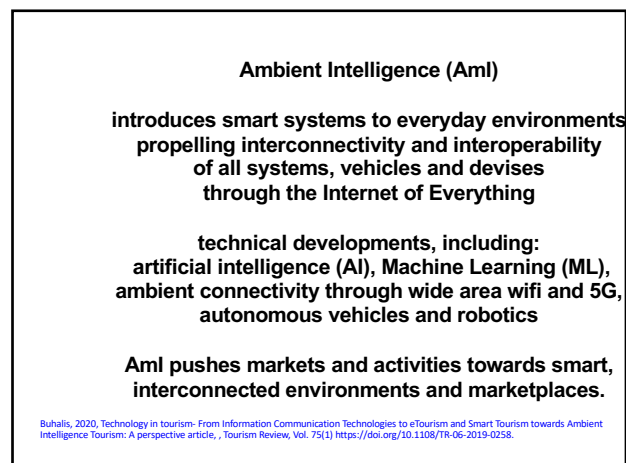 Ambient Intelligence (AmI)
introduces smart systems to everyday environments
propelling interconnectivity and interoperability
of all systems, vehicles and devises
through the Internet of Everything
technical developments, including:
artificial intelligence (AI), Machine Learning (ML),
ambient connectivity through wide area wifi and 5G,
autonomous vehicles and robotics
AmI pushes markets and activities towards smart,
interconnected environments and marketplaces.
Buhalis, 2020, Technology in tourism- From Information Communication Technologies to eTourism and Smart Tourism towards Ambient
Intelligence Tourism: A perspective article, , Tourism Review, Vol. 75(1) https://doi.org/10.1108/TR-06-2019-0258.